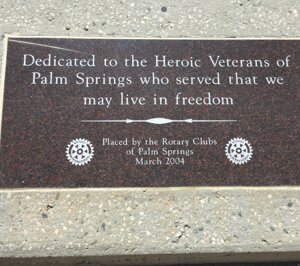 Dedicated to the Heroic Veterans of
Palm Springs who served that we
may live in freedom
Placed by the Rotary Clubs
of Palm Springs
March 2004